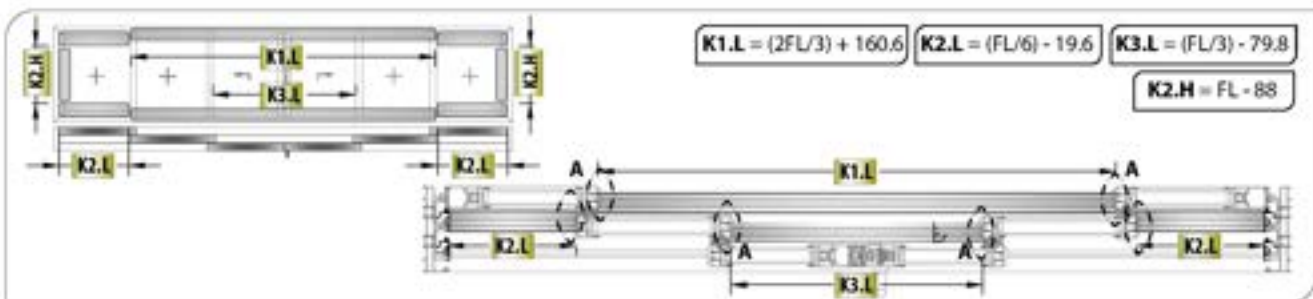 K1.L = (2FL/3) + 160.6
K2.L = (FL/6) - 19.6
K3.L = (FL/3) - 79.8
K2.H = FL - 88
K2.H
K1.L
K3.L
K2.H
K2.L
K2.L
A
K1.L
A
K2.L
A
A
K2.L
K3.L